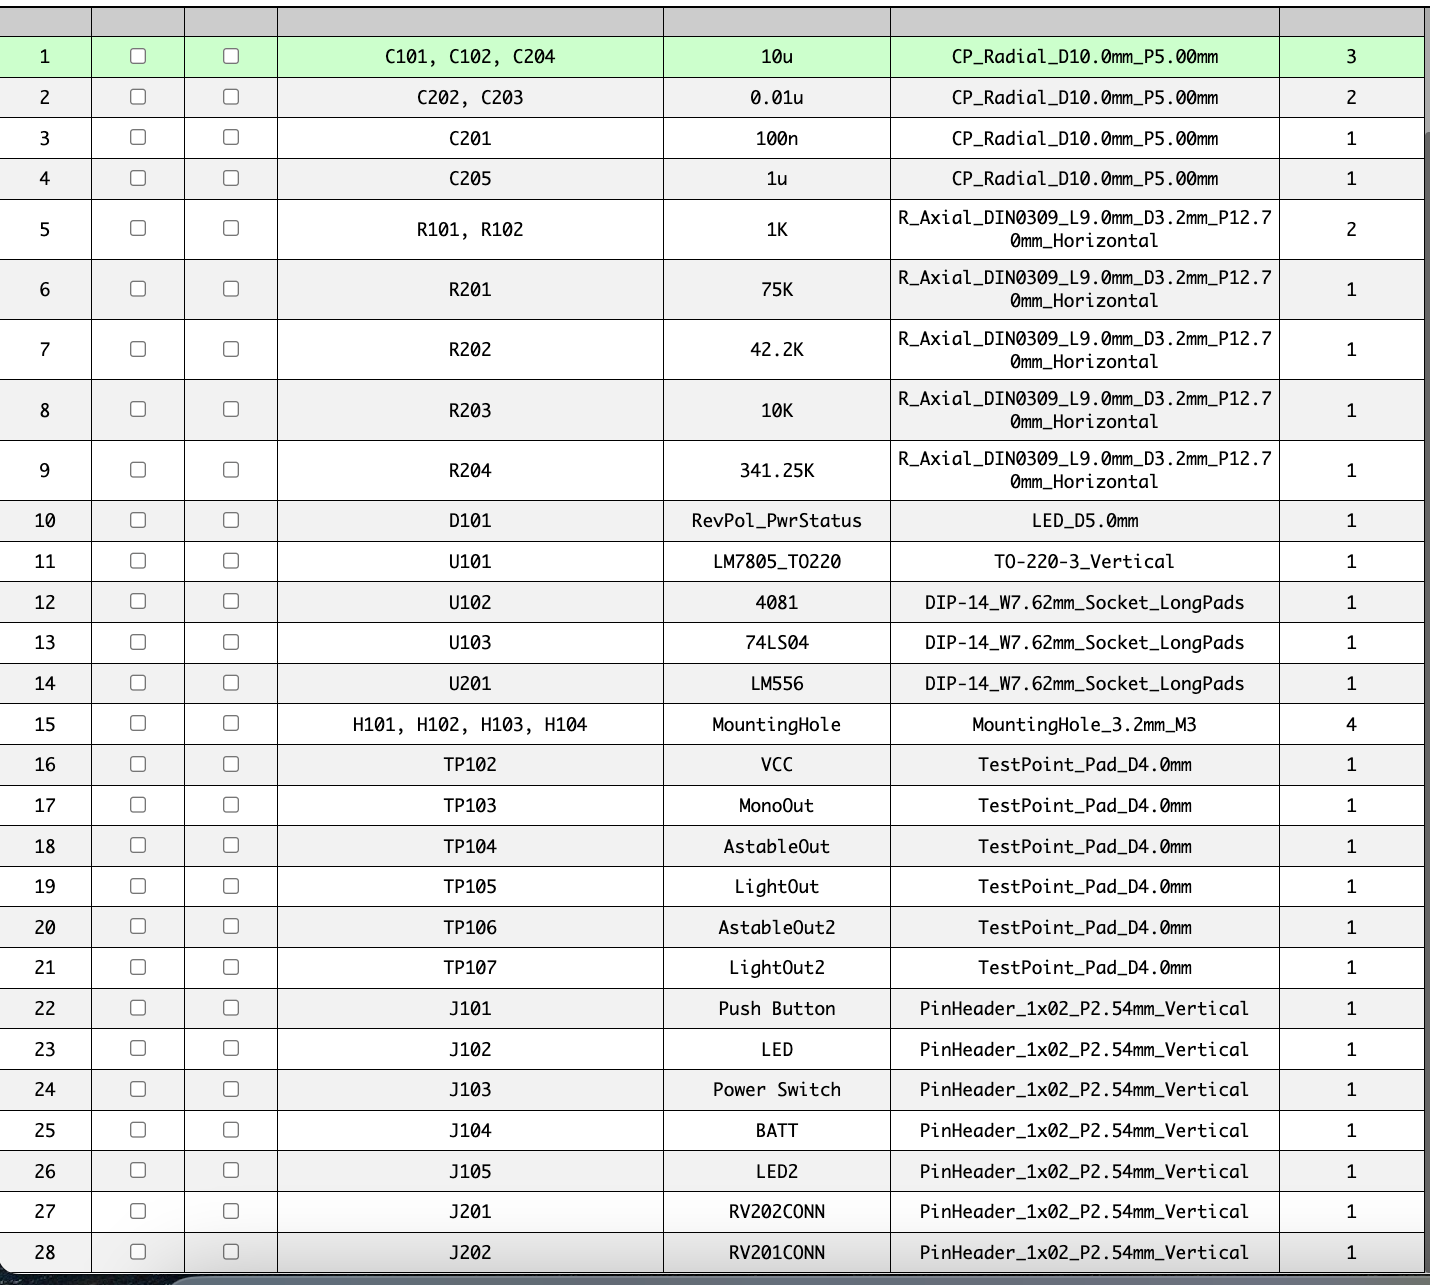 1 C101, C102, C204 10u CP_Radial_D10.0mm_P5.00mm 3
2 C202, C203 0.01u CP_Radial_D10.0mm_P5.00mm 2
3 C201 100n CP_Radial_D10.0mm_P5.00mm 1
4 C205 1u CP_Radial_D10.0mm_P5.00mm 1
5 R101, R102 1K R_Axial_DIN0309_L9.0mm_D3.2mm_P12.7
0mm_Horizontal 2
6 R201 75K R_Axial_DIN0309_L9.0mm_D3.2mm_P12.7
0mm_Horizontal 1
7 R202 42.2K R_Axial_DIN0309_L9.0mm_D3.2mm_P12.7
0mm_Horizontal 1
8 R203 10K R_Axial_DIN0309_L9.0mm_D3.2mm_P12.7
0mm_Horizontal 1
9 R204 341.25K R_Axial_DIN0309_L9.0mm_D3.2mm_P12.7
0mm_Horizontal 1
10 D101 RevPol_PwrStatus LED_D5.0mm 1
11 U101 LM7805_TO220 TO-220-3_Vertical 1
12 U102 4081 DIP-14_W7.62mm_Socket_LongPads 1
13 U103 74LS04 DIP-14_W7.62mm_Socket_LongPads 1
14 U201 LM556 DIP-14_W7.62mm_Socket_LongPads 1
15 H101, H102, H103, H104 MountingHole MountingHole_3.2mm_M3 4
16 TP102 VCC TestPoint_Pad_D4.0mm 1
17 TP103 MonoOut TestPoint_Pad_D4.0mm 1
18 TP104 AstableOut TestPoint_Pad_D4.0mm 1
19 TP105 LightOut TestPoint_Pad_D4.0mm 1
20 TP106 AstableOut2 TestPoint_Pad_D4.0mm 1
21 TP107 LightOut2 TestPoint_Pad_D4.0mm 1
22 J101 Push Button PinHeader_1x02_P2.54mm_Vertical 1
23 J102 LED PinHeader_1x02_P2.54mm_Vertical 1
24 J103 Power Switch PinHeader_1x02_P2.54mm_Vertical 1
25 J104 BATT PinHeader_1x02_P2.54mm_Vertical 1
26 J105 LED2 PinHeader_1x02_P2.54mm_Vertical 1
27 J201 RV202CONN PinHeader_1x02_P2.54mm_Vertical 1
28 J202 RV201CONN PinHeader_1x02_P2.54mm_Vertical 1